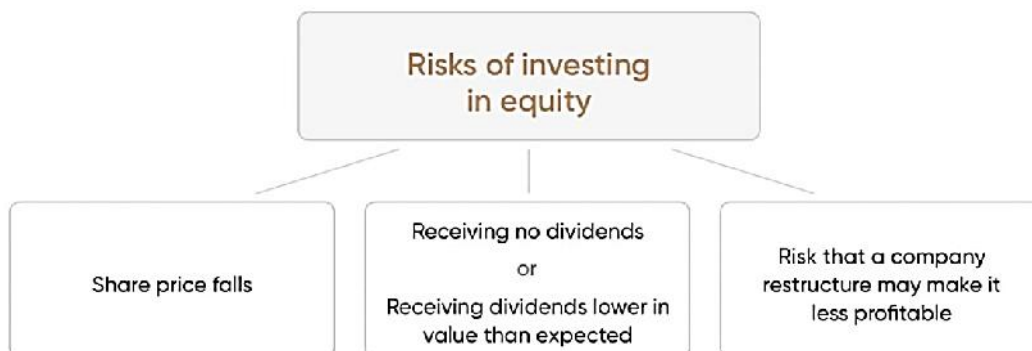 Risks of investing
in equity
Share price falls
Receiving no dividends
or
Receiving dividends lower in
value than expected
Risk that a company
restructure may make it
less profitable